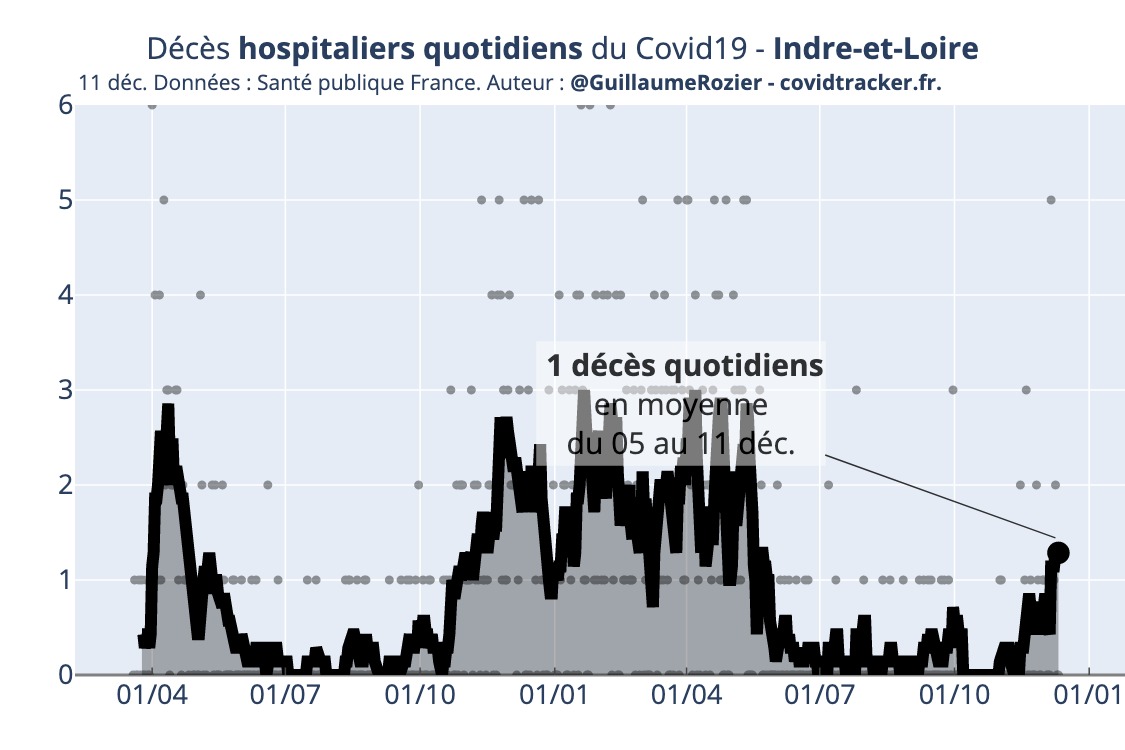 Décès hospitaliers quotidiens du Covid19 - Indre-et-Loire
11 déc. Données : Santé publique France. Auteur : @GuillaumeRozier - covidtracker.fr.
6
5
4
3
2
1
0
1 décès quotidiens
en moyenne
du 05 au 11 déc.
01/04 01/07 01/10 01/01 01/04 01/07 01/10 01/01